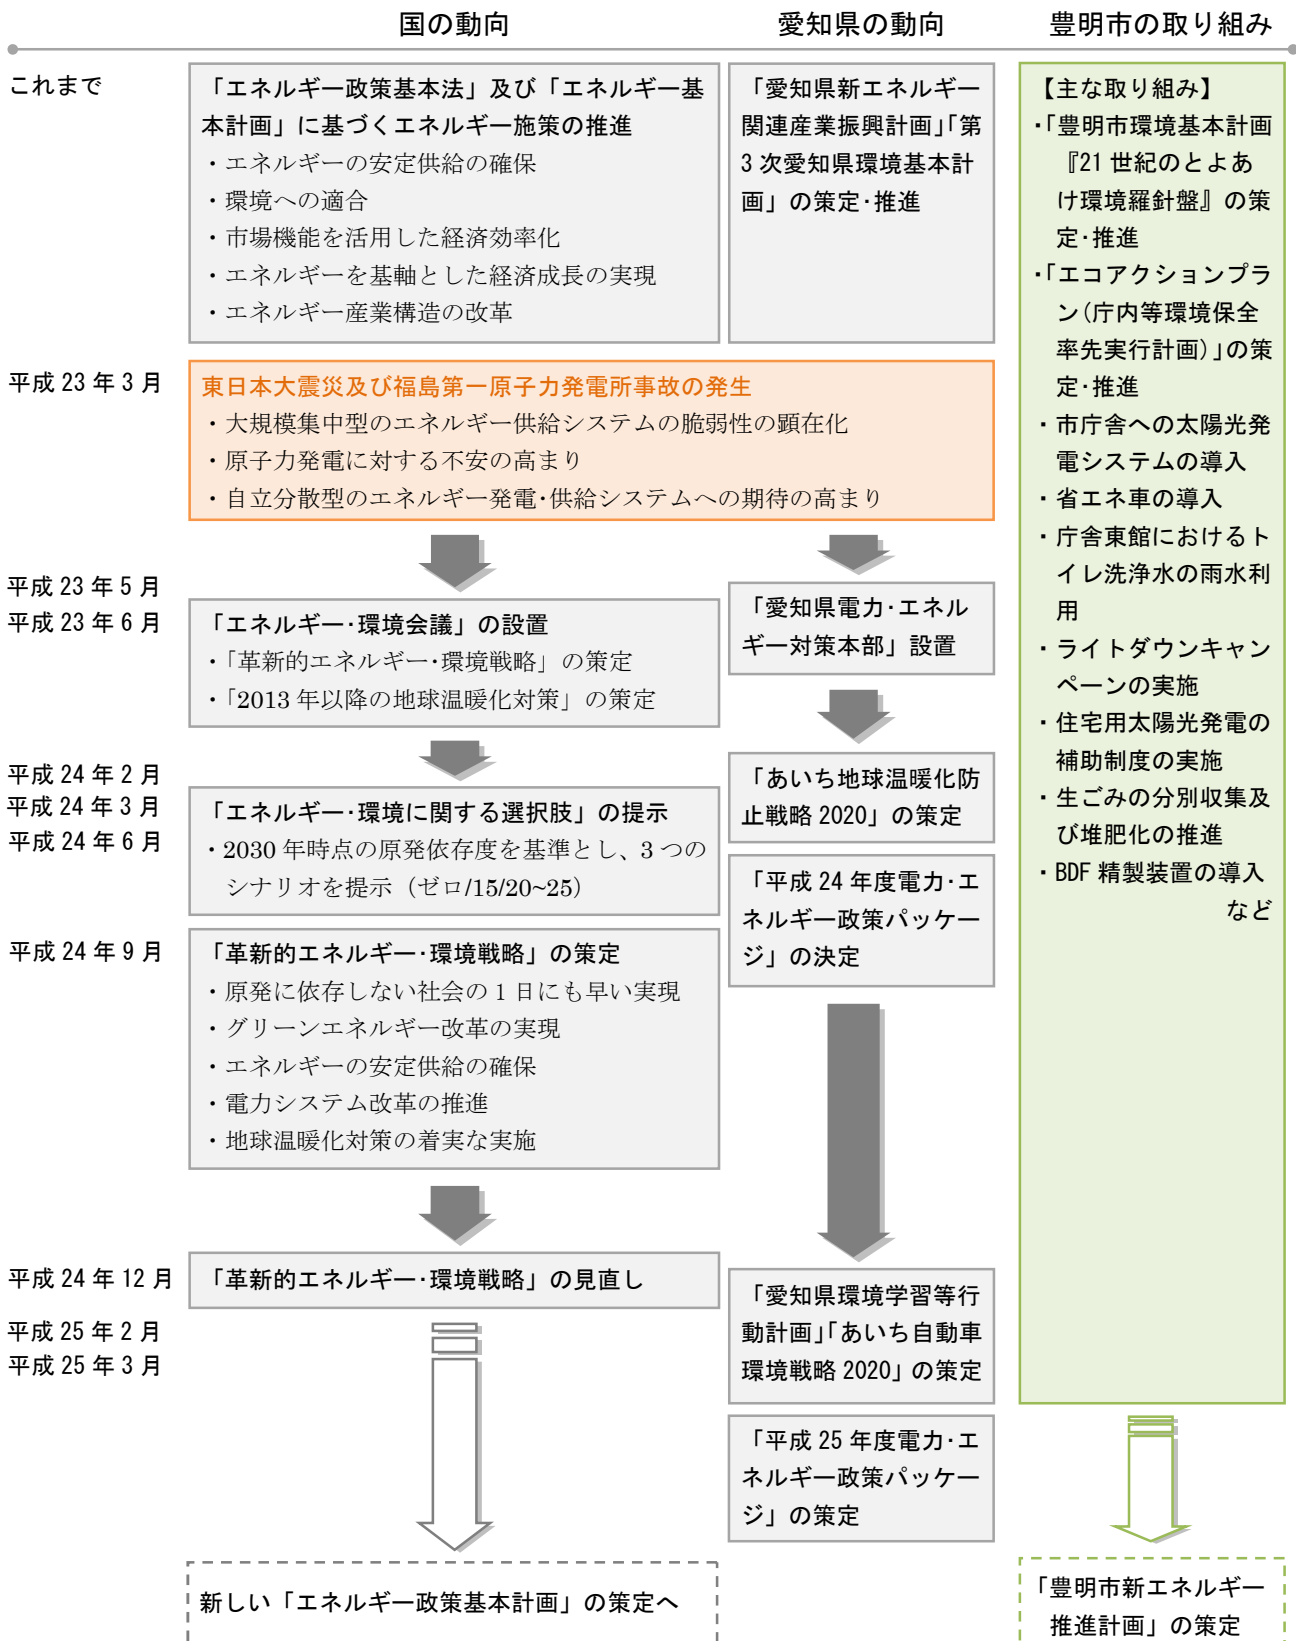 国の動向
愛知県の動向
豊明市の取り組み
これまで
「エネルギー政策基本法」及び「エネルギー基
本計画」に基づくエネルギー施策の推進
・エネルギーの安定供給の確保
・環境への適合
・市場機能を活用した経済効率化
・エネルギーを基軸とした経済成長の実現
・エネルギー産業構造の改革
「愛知県新エネルギー
関連産業振興計画」「第
3次愛知県環境基本計
画」の策定・推進
【主な取り組み】
・「豊明市環境基本計画
『21世紀のとよあ
け環境羅針盤』の策
定・推進
・「エコアクションプラ
ン（庁内等環境保全
率先実行計画）」の策
定・推進
・市庁舎への太陽光発
電システムの導入
・省エネ車の導入
・庁舎東館におけるト
イレ洗浄水の雨水利
用
・ライトダウンキャン
ペーンの実施
・住宅用太陽光発電の
補助制度の実施
・生ごみの分別収集及
び堆肥化の推進
・BDF精製装置の導入
など
平成23年3月
東日本大震災及び福島第一原子力発電所事故の発生
・大規模集中型のエネルギー供給システムの脆弱性の顕在化
・原子力発電に対する不安の高まり
・自立分散型のエネルギー発電・供給システムへの期待の高まり
平成23年5月
平成23年6月
「エネルギー・環境会議」の設置
・「革新的エネルギー・環境戦略」の策定
・「2013年以降の地球温暖化対策」の策定
「愛知県電力・エネル
ギー対策本部」設置
平成24年2月
平成24年3月
平成24年6月
「エネルギー・環境に関する選択肢」の提示
・2030年時点の原発依存度を基準とし、3つの
シナリオを提示（ゼロ/15/20~25）
「あいち地球温暖化防
止戦略2020」の策定
「平成24年度電力・エ
ネルギー政策パッケー
ジ」の決定
平成24年9月
「革新的エネルギー・環境戦略」の策定
・原発に依存しない社会の1日にも早い実現
・グリーンエネルギー改革の実現
・エネルギーの安定供給の確保
・電力システム改革の推進
・地球温暖化対策の着実な実施
平成24年12月
「革新的エネルギー・環境戦略」の見直し
平成25年2月
平成25年3月
「愛知県環境学習等行
動計画」「あいち自動車
環境戦略2020」の策定
「平成25年度電力・エ
ネルギー政策パッケー
ジ」の策定
新しい「エネルギー政策基本計画」の策定へ
「豊明市新エネルギー
推進計画」の策定